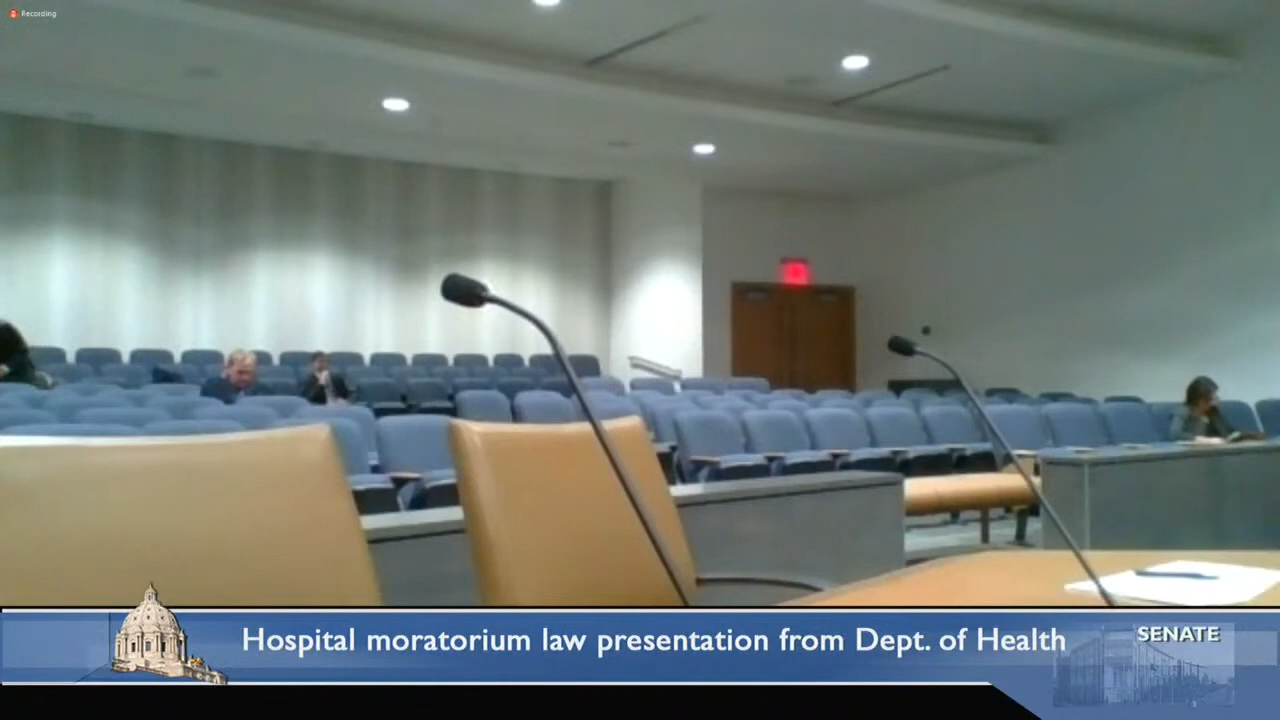 Recording
Hospital moratorium law presentation from Dept. of Health
SENATE